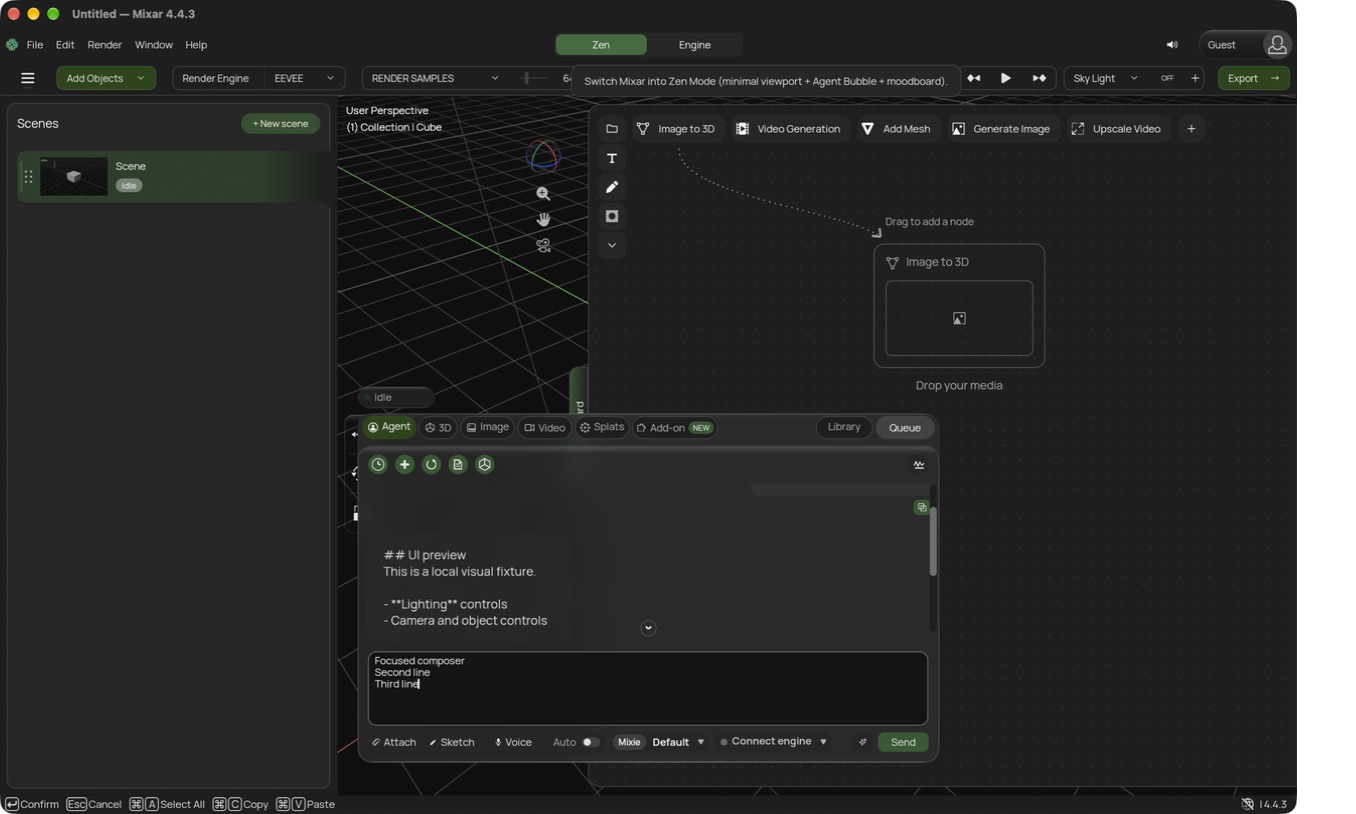 Untitled — Mixar 4.4.3
File Edit Render Window Help
Zen Engine
Guest
Add Objects Render Engine EEVEE RENDER SAMPLES
Switch Mixar into Zen Mode (minimal viewport + Agent Bubble + moodboard).
Sky Light OFF + Export →
Scenes
+ New scene
Scene
Idle
User Perspective
(1) Collection | Cube
Image to 3D Video Generation Add Mesh Generate Image Upscale Video +
T
Drag to add a node
Image to 3D
Drop your media
Idle
Agent 3D Image Video Splats Add-on NEW Library Queue
## UI preview
This is a local visual fixture.
- **Lighting** controls
- Camera and object controls
Focused composer
Second line
Third line
Attach Sketch Voice Auto Mixie Default Connect engine Send
Confirm Esc Cancel ⌘ A Select All ⌘ C Copy ⌘ V Paste
| 4.4.3